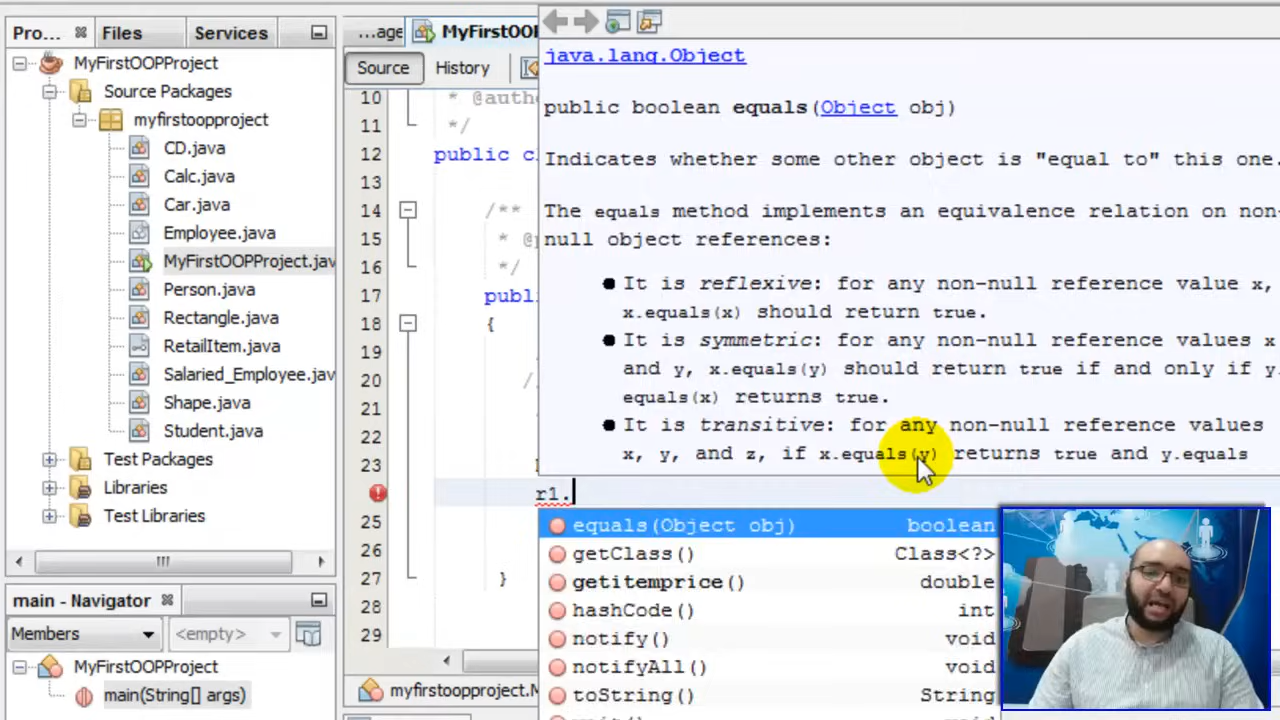 Pro...
Files
Services
MyFirstOOPProject
Source Packages
myfirstoopproject
CD.java
Calc.java
Car.java
Employee.java
MyFirstOOPProject.jav
Person.java
Rectangle.java
RetailItem.java
Salaried_Employee.jav
Shape.java
Student.java
Test Packages
Libraries
Test Libraries
main - Navigator
Members
<empty>
MyFirstOOPProject
main(String[] args)
...age
MyFirstOOP
Source
History
10 * @auth
11 */
12 public c
13
14 /**
15 * @p
16 */
17 publ
18 {
19
20 //
21
22
23
r1.
25
26
27 }
28
29
myfirstoopproject.M
java.lang.Object
public boolean equals(Object obj)
Indicates whether some other object is "equal to" this one.
The equals method implements an equivalence relation on non-
null object references:
● It is reflexive: for any non-null reference value x,
x.equals(x) should return true.
● It is symmetric: for any non-null reference values x
and y, x.equals(y) should return true if and only if y.
equals(x) returns true.
● It is transitive: for any non-null reference values
x, y, and z, if x.equals(y) returns true and y.equals
equals(Object obj) boolean
getClass() Class<?>
getitemprice() double
hashCode() int
notify() void
notifyAll() void
toString() String